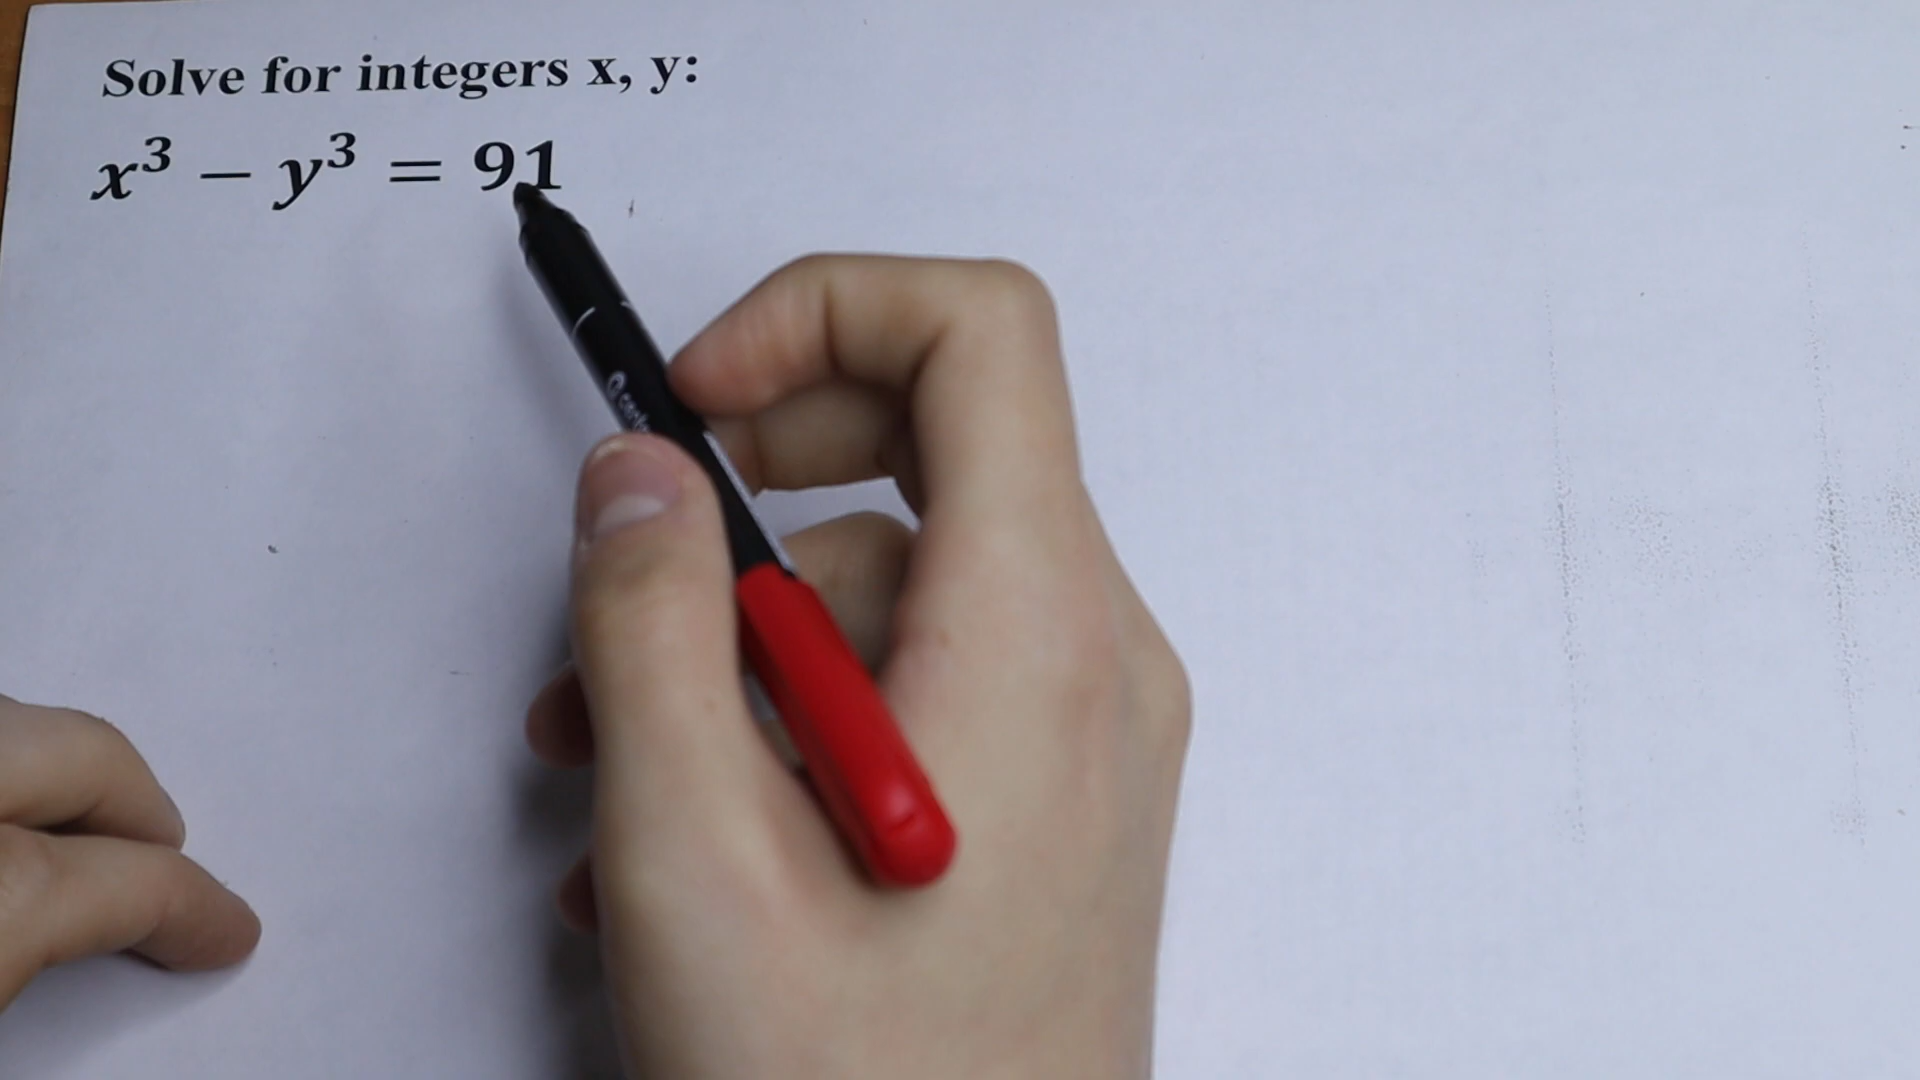 Solve for integers x, y:
x³ − y³ = 91